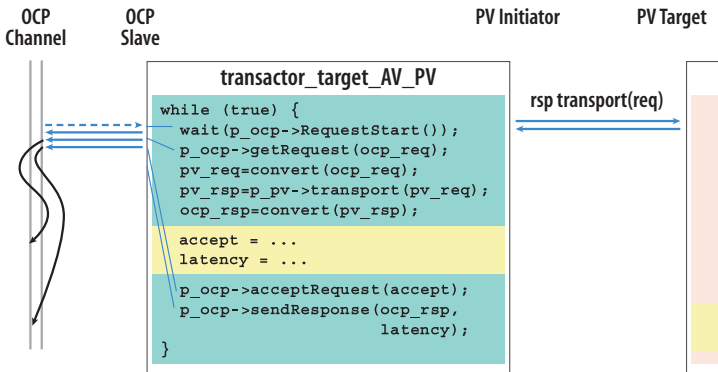 OCP
Channel
OCP
Slave
PV Initiator
PV Target
transactor_target_AV_PV
rsp transport(req)
while (true) {
wait(p_ocp->RequestStart());
p_ocp->getRequest(ocp_req);
pv_req=convert(ocp_req);
pv_rsp=p_pv->transport(pv_req);
ocp_rsp=convert(pv_rsp);
accept = ...
latency = ...
p_ocp->acceptRequest(accept);
p_ocp->sendResponse(ocp_rsp,
latency);
}